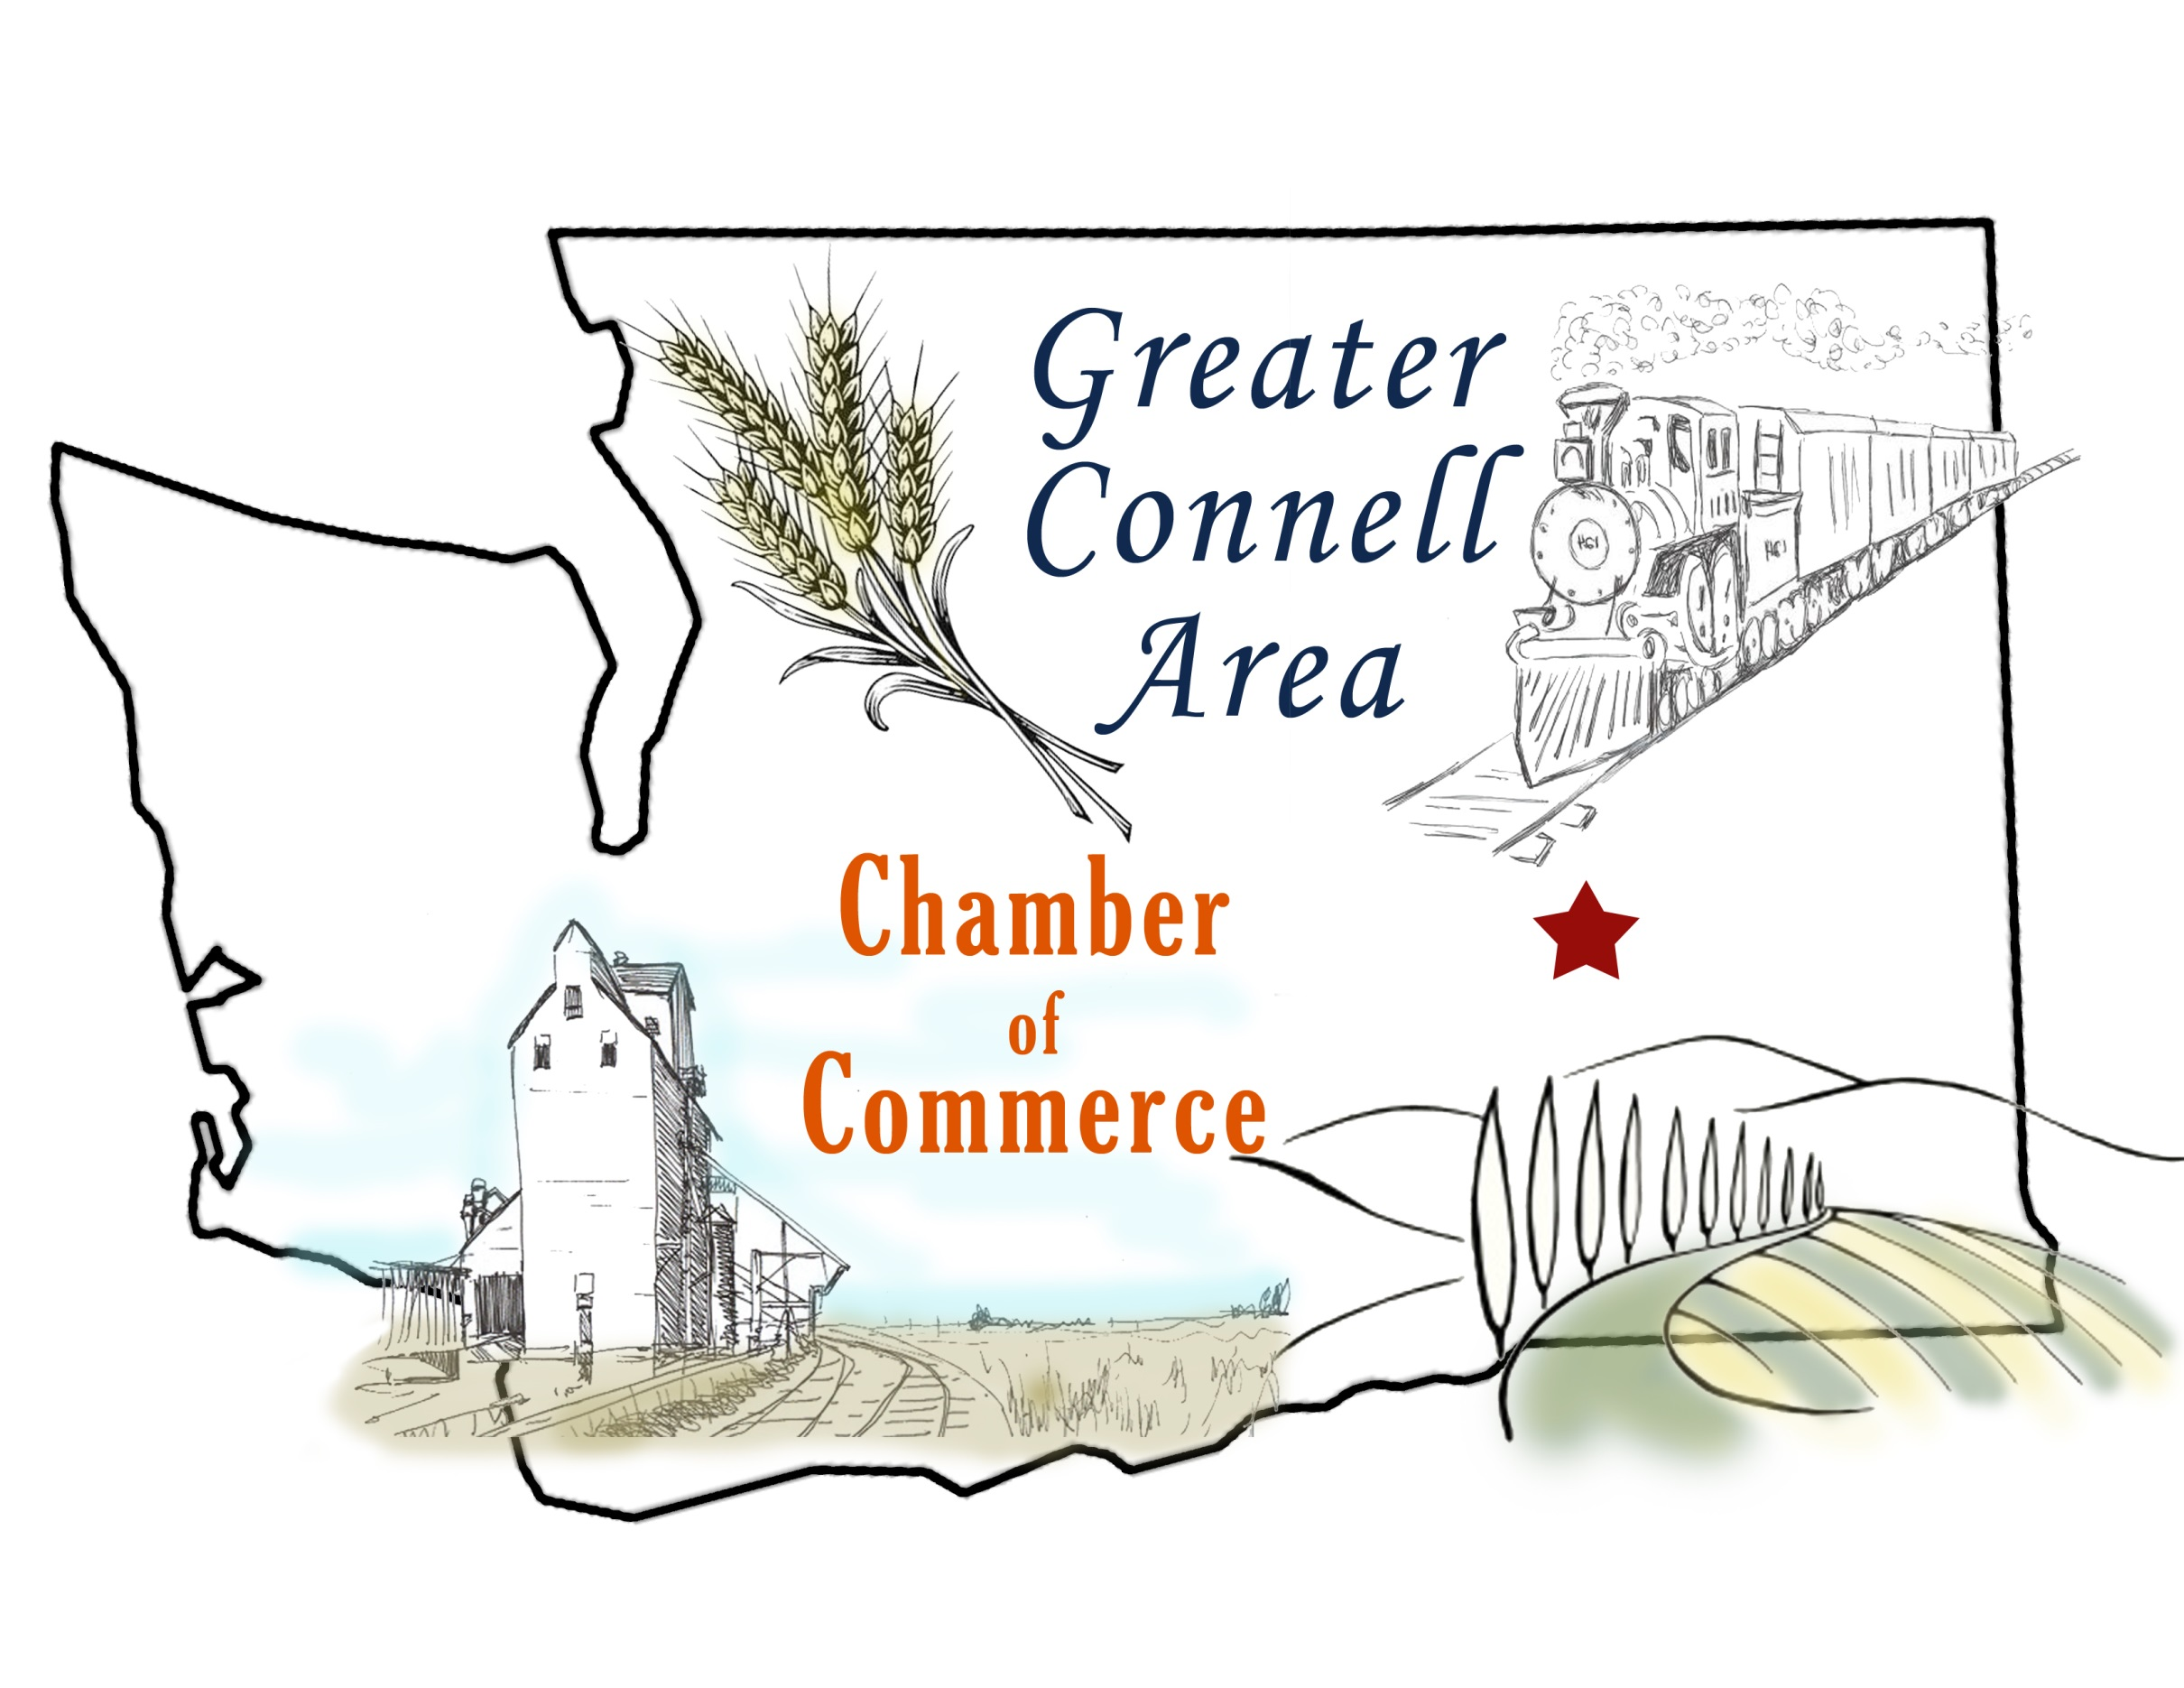 Greater
Connell
Area
Chamber
of
Commerce